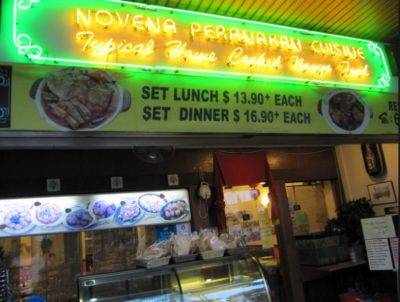 NOVENA PERANAKAN CUISINE
Typical Home Cooked Nonya Food
SET LUNCH $ 13.90+ EACH
SET DINNER $ 16.90+ EACH